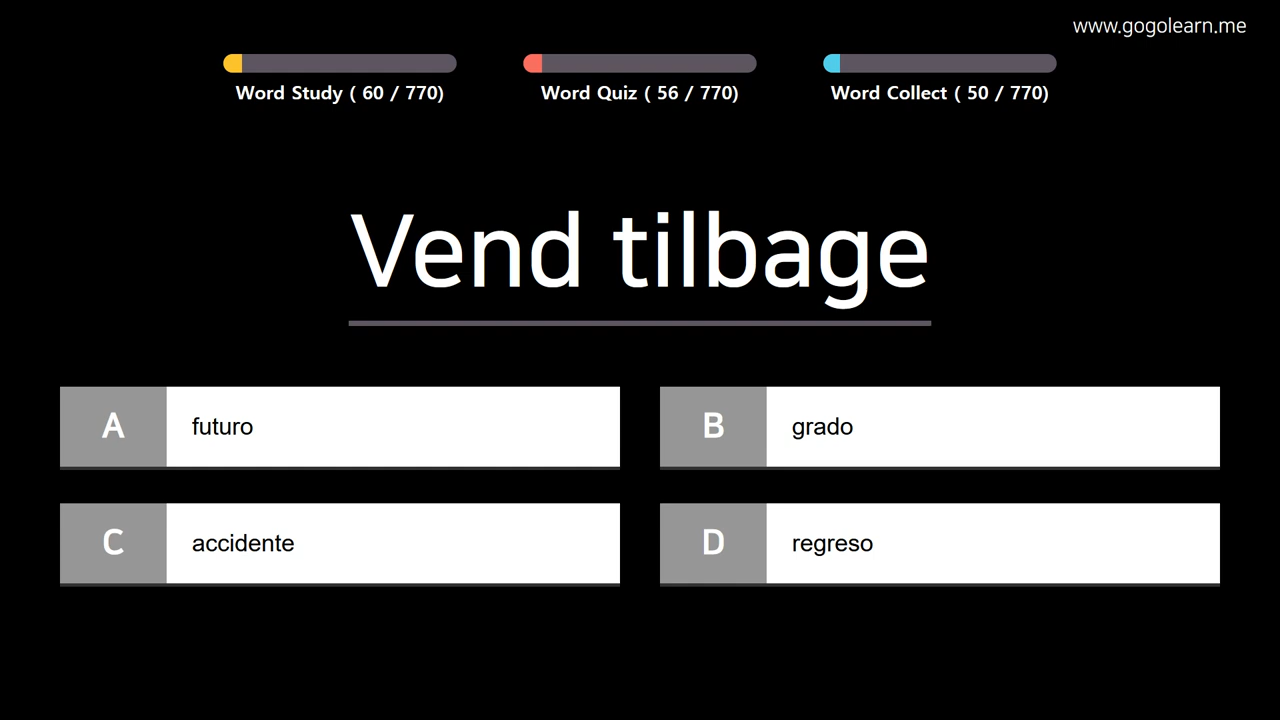 www.gogolearn.me
Word Study ( 60 / 770)
Word Quiz ( 56 / 770)
Word Collect ( 50 / 770)
Vend tilbage
A futuro
B grado
C accidente
D regreso